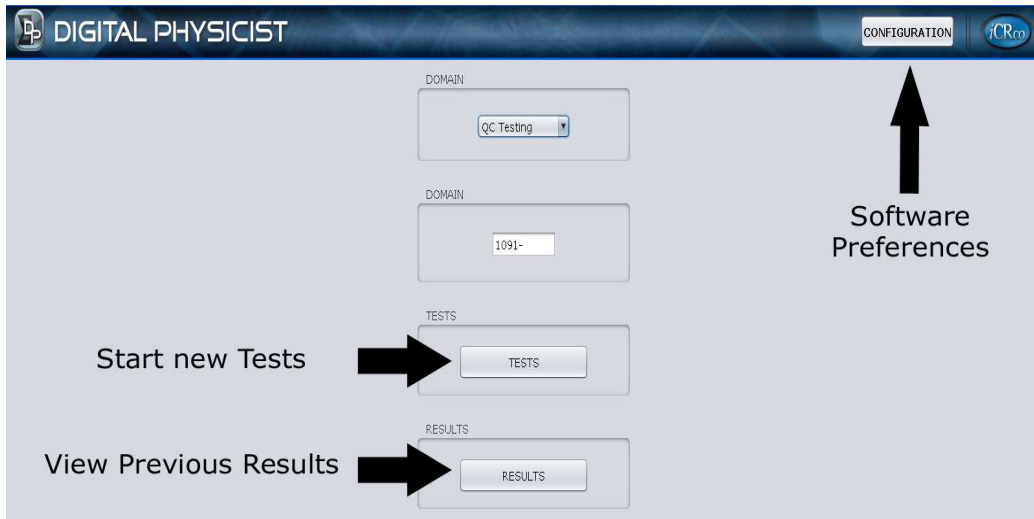 DP DIGITAL PHYSICIST
CONFIGURATION
iCRco
DOMAIN
QC Testing
DOMAIN
1091-
Software
Preferences
TESTS
Start new Tests
TESTS
RESULTS
View Previous Results
RESULTS